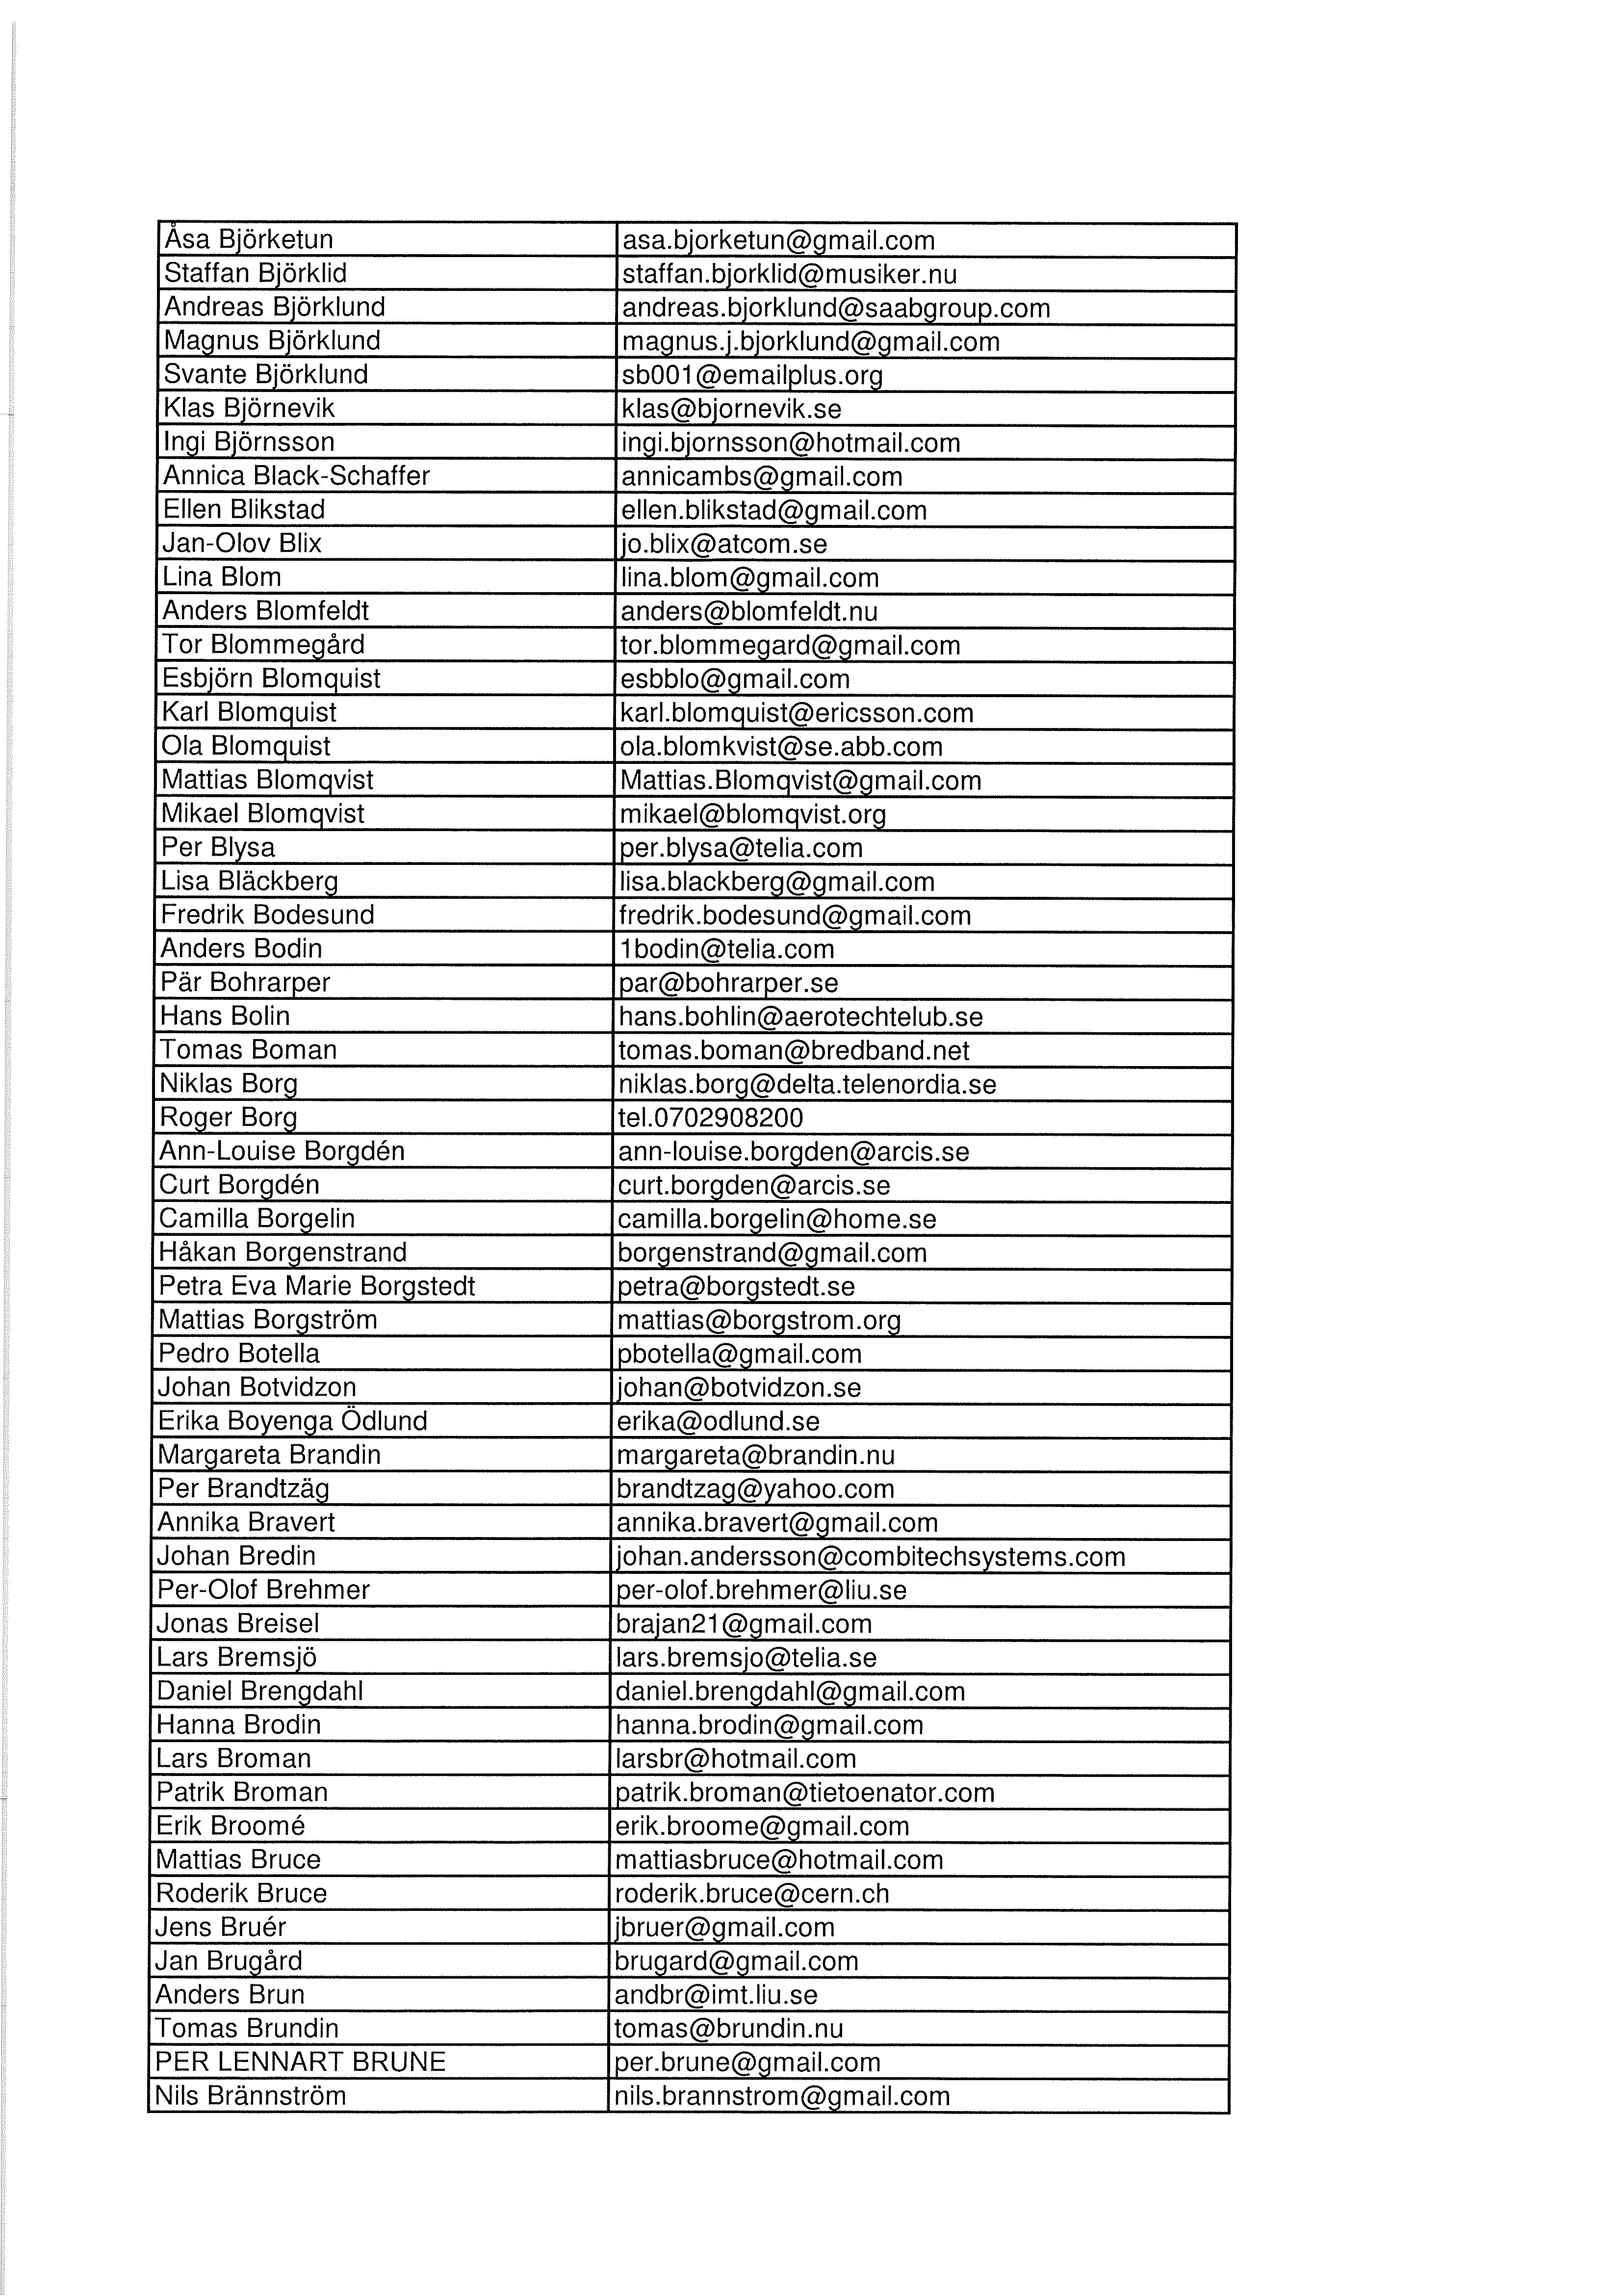 Åsa Björketun asa.bjorketun@gmail.com
Staffan Björklid staffan.bjorklid@musiker.nu
Andreas Björklund andreas.bjorklund@saabgroup.com
Magnus Björklund magnus.j.bjorklund@gmail.com
Svante Björklund sb001@emailplus.org
Klas Björnevik klas@bjornevik.se
Ingi Björnsson ingi.bjornsson@hotmail.com
Annica Black-Schaffer annicambs@gmail.com
Ellen Blikstad ellen.blikstad@gmail.com
Jan-Olov Blix jo.blix@atcom.se
Lina Blom lina.blom@gmail.com
Anders Blomfeldt anders@blomfeldt.nu
Tor Blommegård tor.blommegard@gmail.com
Esbjörn Blomquist esbblo@gmail.com
Karl Blomquist karl.blomquist@ericsson.com
Ola Blomquist ola.blomkvist@se.abb.com
Mattias Blomqvist Mattias.Blomqvist@gmail.com
Mikael Blomqvist mikael@blomqvist.org
Per Blysa per.blysa@telia.com
Lisa Bläckberg lisa.blackberg@gmail.com
Fredrik Bodesund fredrik.bodesund@gmail.com
Anders Bodin 1bodin@telia.com
Pär Bohrarper par@bohrarper.se
Hans Bolin hans.bohlin@aerotechtelub.se
Tomas Boman tomas.boman@bredband.net
Niklas Borg niklas.borg@delta.telenordia.se
Roger Borg tel.0702908200
Ann-Louise Borgdén ann-louise.borgden@arcis.se
Curt Borgdén curt.borgden@arcis.se
Camilla Borgelin camilla.borgelin@home.se
Håkan Borgenstrand borgenstrand@gmail.com
Petra Eva Marie Borgstedt petra@borgstedt.se
Mattias Borgström mattias@borgstrom.org
Pedro Botella pbotella@gmail.com
Johan Botvidzon johan@botvidzon.se
Erika Boyenga Ödlund erika@odlund.se
Margareta Brandin margareta@brandin.nu
Per Brandtzäg brandtzag@yahoo.com
Annika Bravert annika.bravert@gmail.com
Johan Bredin johan.andersson@combitechsystems.com
Per-Olof Brehmer per-olof.brehmer@liu.se
Jonas Breisel brajan21@gmail.com
Lars Bremsjö lars.bremsjo@telia.se
Daniel Brengdahl daniel.brengdahl@gmail.com
Hanna Brodin hanna.brodin@gmail.com
Lars Broman larsbr@hotmail.com
Patrik Broman patrik.broman@tietoenator.com
Erik Broomé erik.broome@gmail.com
Mattias Bruce mattiasbruce@hotmail.com
Roderik Bruce roderik.bruce@cern.ch
Jens Bruér jbruer@gmail.com
Jan Brugård brugard@gmail.com
Anders Brun andbr@imt.liu.se
Tomas Brundin tomas@brundin.nu
PER LENNART BRUNE per.brune@gmail.com
Nils Brännström nils.brannstrom@gmail.com